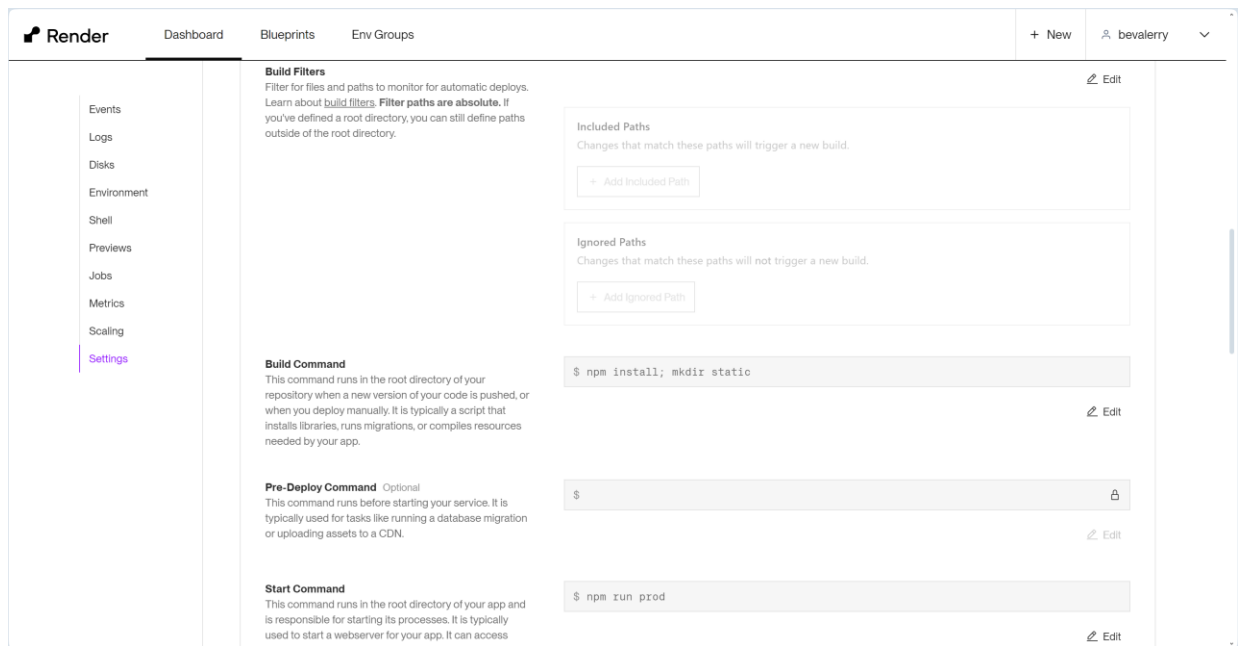 Render
Dashboard
Blueprints
Env Groups
+ New
bevalerry
Events
Logs
Disks
Environment
Shell
Previews
Jobs
Metrics
Scaling
Settings
Build Filters
Filter for files and paths to monitor for automatic deploys.
Learn about build filters. Filter paths are absolute. If
you've defined a root directory, you can still define paths
outside of the root directory.
Edit
Included Paths
Changes that match these paths will trigger a new build.
+ Add Included Path
Ignored Paths
Changes that match these paths will not trigger a new build.
+ Add Ignored Path
Build Command
This command runs in the root directory of your
repository when a new version of your code is pushed, or
when you deploy manually. It is typically a script that
installs libraries, runs migrations, or compiles resources
needed by your app.
$ npm install; mkdir static
Edit
Pre-Deploy Command Optional
This command runs before starting your service. It is
typically used for tasks like running a database migration
or uploading assets to a CDN.
$
Edit
Start Command
This command runs in the root directory of your app and
is responsible for starting its processes. It is typically
used to start a webserver for your app. It can access
$ npm run prod
Edit